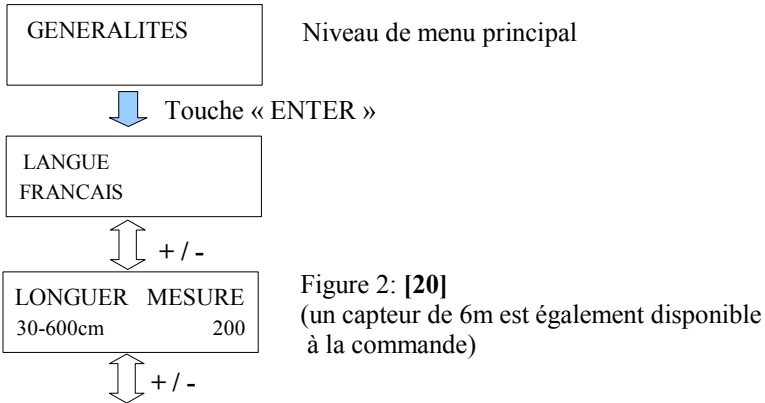 GENERALITES
Niveau de menu principal
Touche « ENTER »
LANGUE
FRANCAIS
+ / -
LONGUER MESURE
30-600cm 200
Figure 2: [20]
(un capteur de 6m est également disponible
à la commande)
+ / -